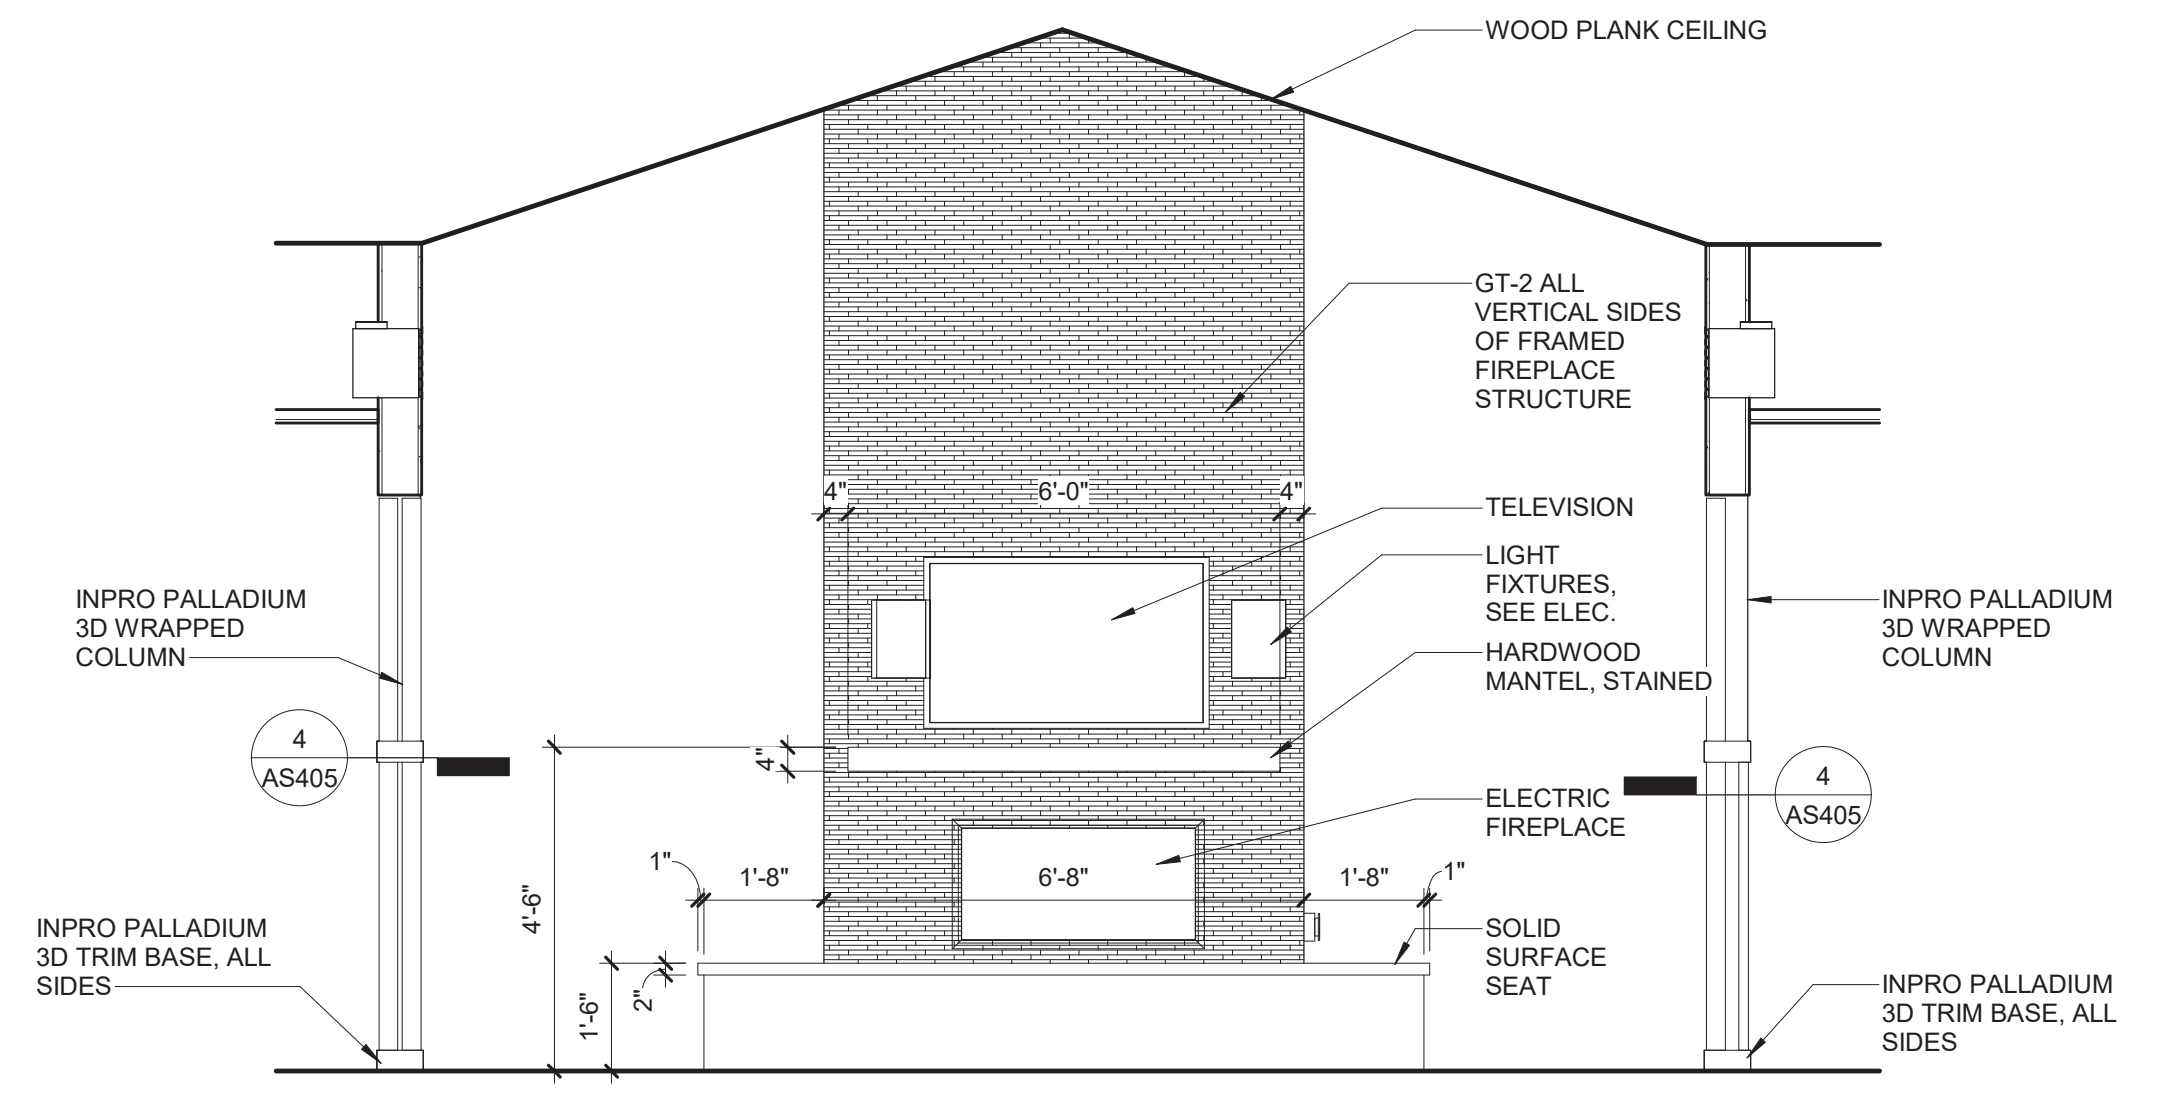 WOOD PLANK CEILING
GT-2 ALL
VERTICAL SIDES
OF FRAMED
FIREPLACE
STRUCTURE
4"
6'-0"
4"
TELEVISION
LIGHT
FIXTURES,
SEE ELEC.
HARDWOOD
MANTEL, STAINED
INPRO PALLADIUM
3D WRAPPED
COLUMN
INPRO PALLADIUM
3D WRAPPED
COLUMN
4
AS405
4"
4
AS405
ELECTRIC
FIREPLACE
1"
1'-8"
6'-8"
1'-8"
1"
4'-6"
INPRO PALLADIUM
3D TRIM BASE, ALL
SIDES
1'-6"
2"
SOLID
SURFACE
SEAT
INPRO PALLADIUM
3D TRIM BASE, ALL
SIDES